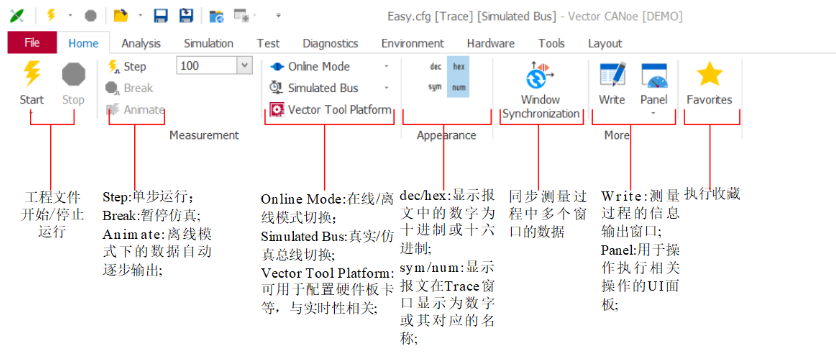 Easy.cfg [Trace] [Simulated Bus] - Vector CANoe [DEMO]
File Home Analysis Simulation Test Diagnostics Environment Hardware Tools Layout
Start
Stop
Step
100
Break
Animate
Online Mode
Simulated Bus
Vector Tool Platform
dec hex
sym num
Window
Synchronization
Write
Panel
Favorites
Measurement
Appearance
More
工程文件
开始/停止
运行
Step:单步运行；
Break:暂停仿真;
Animate:离线模
式下的数据自动
逐步输出;
Online Mode:在线/离
线模式切换;
Simulated Bus:真实/仿
真总线切换;
Vector Tool Platform:
可用于配置硬件板卡
等，与实时性相关;
dec/hex:显示报
文中的数字为
十进制或十六
进制;
sym/num:显示
报文在Trace窗
口显示为数字
或其对应的名
称;
同步测量过
程中多个窗
口的数据
Write:测量
过程的信息
输出窗口;
Panel:用于操
作执行相关
操作的UI面
板;
执行收藏